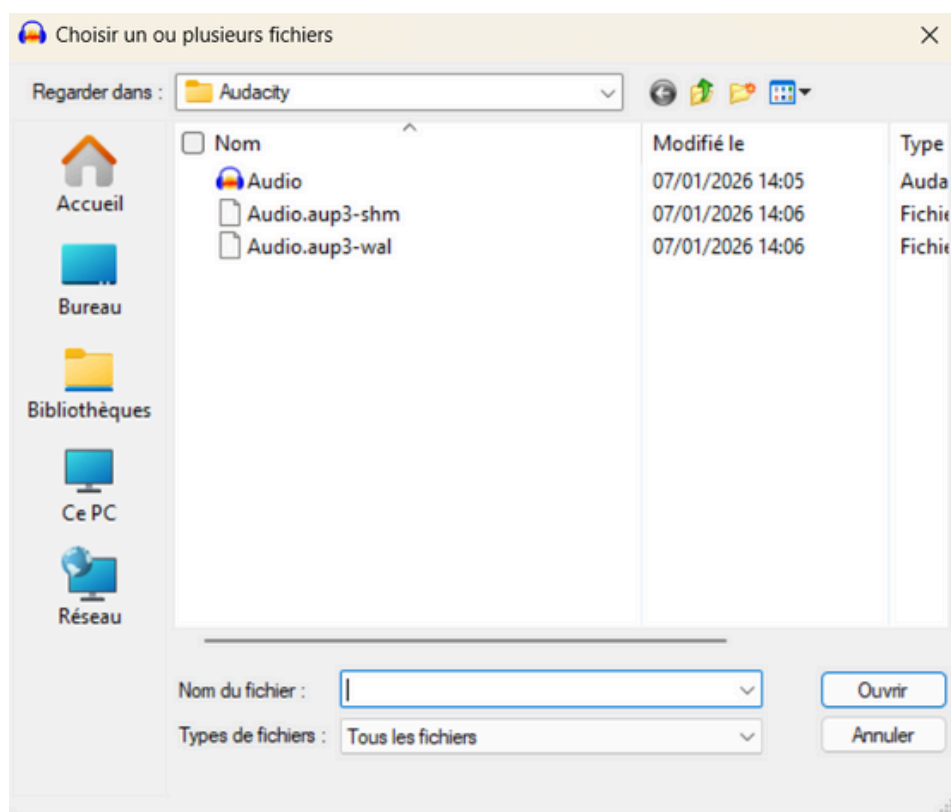 Choisir un ou plusieurs fichiers
Regarder dans : Audacity
Nom Modifié le Type
Audio 07/01/2026 14:05 Auda
Audio.aup3-shm 07/01/2026 14:06 Fichie
Audio.aup3-wal 07/01/2026 14:06 Fichie
Accueil
Bureau
Bibliothèques
Ce PC
Réseau
Nom du fichier : Ouvrir
Types de fichiers : Tous les fichiers Annuler